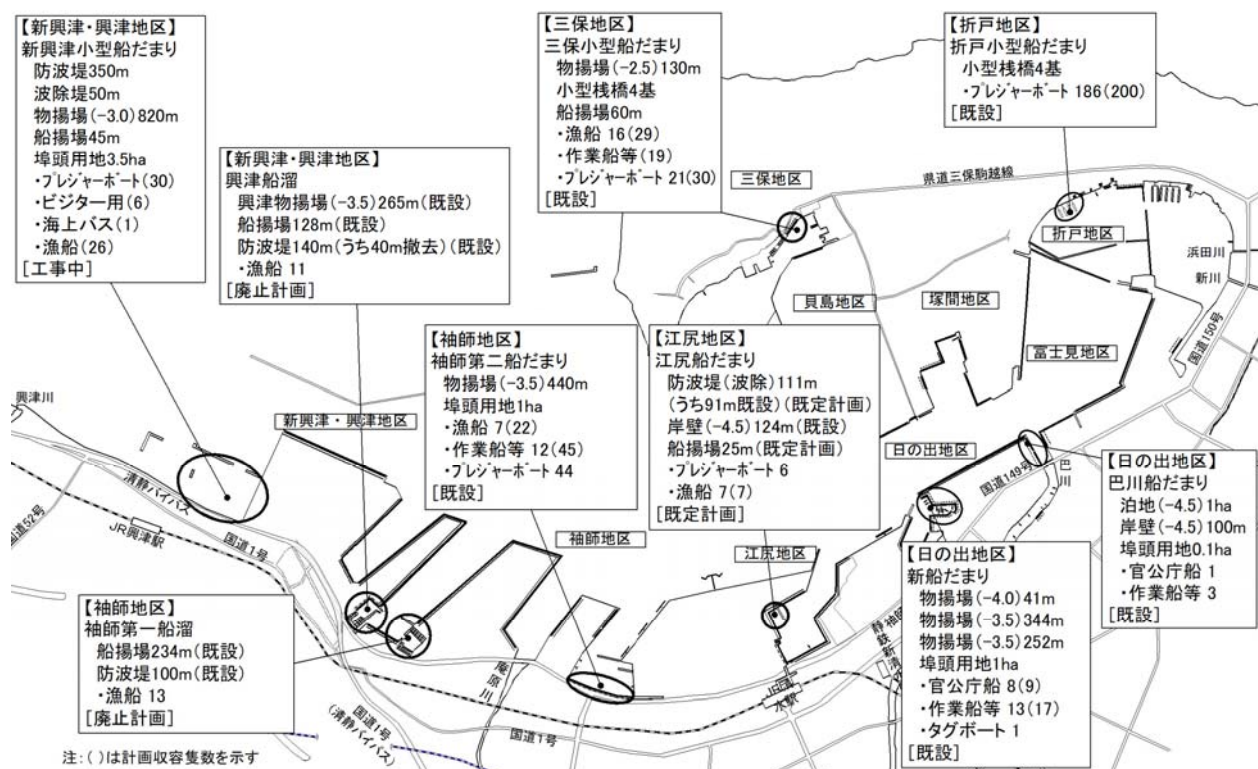 【新興津・興津地区】
新興津小型船だまり
防波堤350m
波除堤50m
物揚場(-3.0)820m
船揚場45m
埠頭用地3.5ha
・プレジャーボート(30)
・ビジター用(6)
・海上バス(1)
・漁船(26)
[工事中]
【新興津・興津地区】
興津船溜
興津物揚場(-3.5)265m(既設)
船揚場128m(既設)
防波堤140m(うち40m撤去)(既設)
・漁船 11
[廃止計画]
【三保地区】
三保小型船だまり
物揚場(-2.5)130m
小型桟橋4基
船揚場60m
・漁船 16(29)
・作業船等(19)
・プレジャーボート 21(30)
[既設]
【折戸地区】
折戸小型船だまり
小型桟橋4基
・プレジャーボート 186(200)
[既設]
【袖師地区】
袖師第二船だまり
物揚場(-3.5)440m
埠頭用地1ha
・漁船 7(22)
・作業船等 12(45)
・プレジャーボート 44
[既設]
【江尻地区】
江尻船だまり
防波堤(波除)111m
(うち91m既設)(既定計画)
岸壁(-4.5)124m(既設)
船揚場25m(既定計画)
・プレジャーボート 6
・漁船 7(7)
[既定計画]
【日の出地区】
巴川船だまり
泊地(-4.5)1ha
岸壁(-4.5)100m
埠頭用地0.1ha
・官公庁船 1
・作業船等 3
[既設]
【日の出地区】
新船だまり
物揚場(-4.0)41m
物揚場(-3.5)344m
物揚場(-3.5)252m
埠頭用地1ha
・官公庁船 8(9)
・作業船等 13(17)
・タグボート 1
[既設]
【袖師地区】
袖師第一船溜
船揚場234m(既設)
防波堤100m(既設)
・漁船 13
[廃止計画]
三保地区
県道三保駒越線
折戸地区
浜田川
新川
貝島地区
塚間地区
富士見地区
国道150号
興津川
新興津・興津地区
日の出地区
国道149号
巴川
清静バイパス
国道52号
JR興津駅
国道1号
袖師地区
江尻地区
庵原川
国道1号
(清静バイパス)
国道1号
静鉄新清
注:( )は計画収容隻数を示す